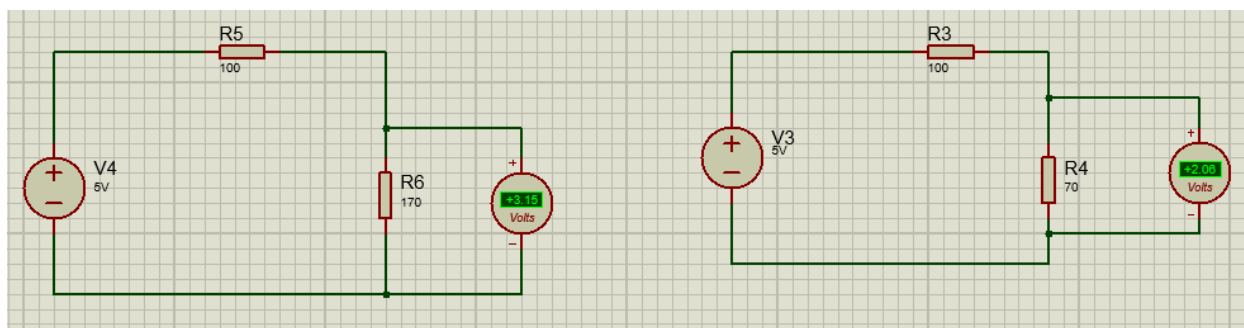 R5
100
V4
5V
R6
170
+
+3.15
Volts
R3
100
V3
5V
R4
70
+
+2.06
Volts